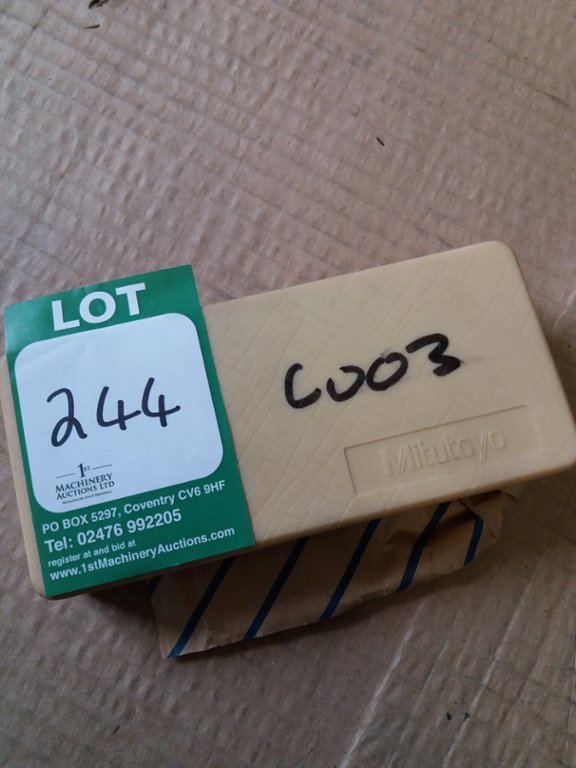 LOT
244
1ST
MACHINERY
AUCTIONS LTD
PO BOX 5297, Coventry CV6 9HF
Tel: 02476 992205
register at and bid at
www.1stMachineryAuctions.com
C003
Mitutoyo